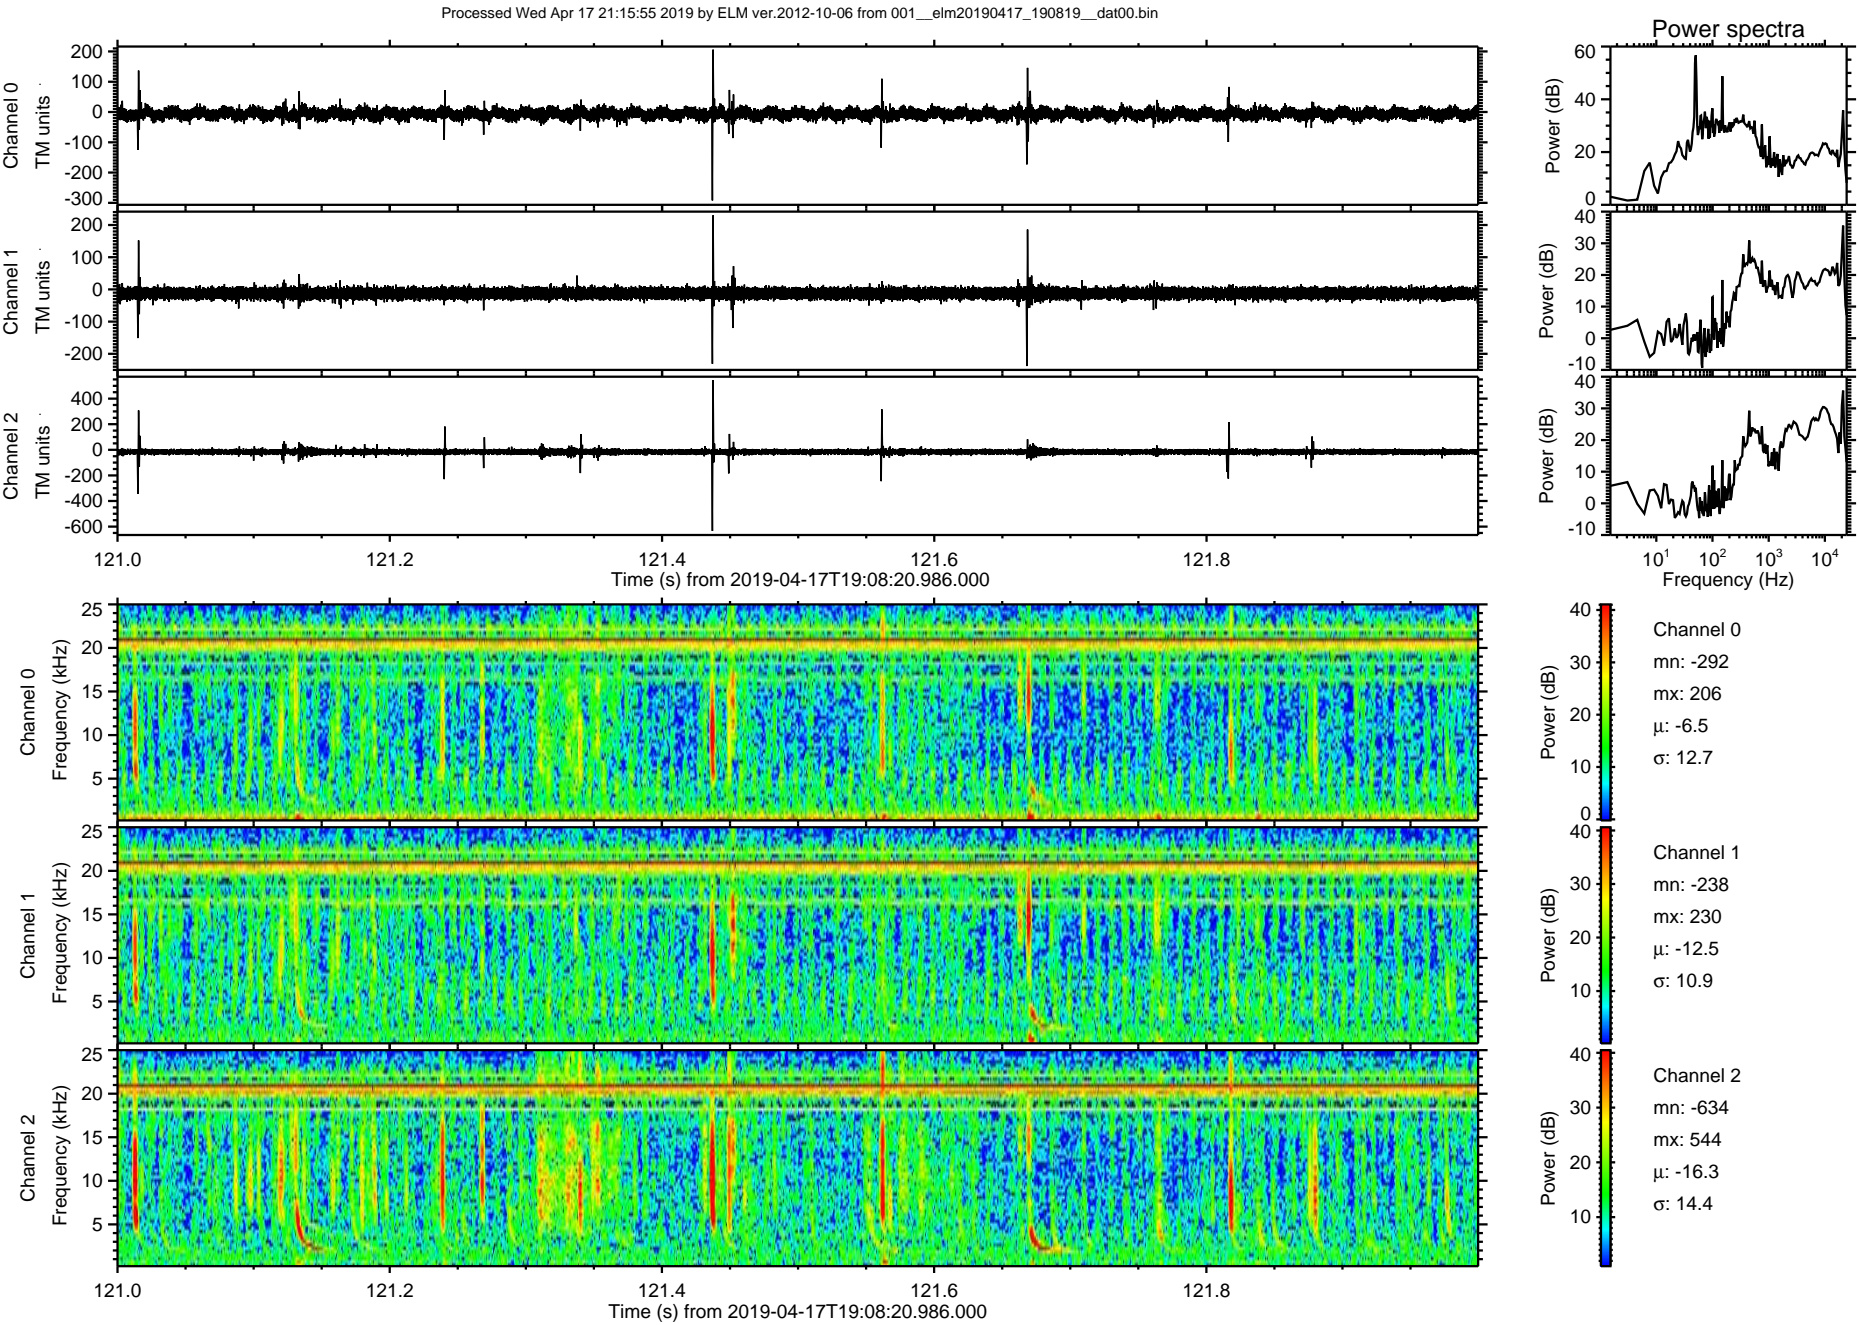 Processed Wed Apr 17 21:15:55 2019 by ELM ver.2012-10-06 from 001__elm20190417_190819__dat00.bin
Power spectra
Channel 0
TM units
200
100
0
-100
-200
-300
Power (dB)
60
40
20
0
Channel 1
TM units
200
100
0
-100
-200
Power (dB)
40
30
20
10
0
-10
Channel 2
TM units
400
200
0
-200
-400
-600
Power (dB)
40
30
20
10
0
-10
121.0 121.2 121.4 121.6 121.8
Time (s) from 2019-04-17T19:08:20.986.000
10¹ 10² 10³ 10⁴
Frequency (Hz)
Channel 0
Frequency (kHz)
25
20
15
10
5
Power (dB)
40
30
20
10
0
Channel 0
mn: -292
mx: 206
μ: -6.5
σ: 12.7
Channel 1
Frequency (kHz)
25
20
15
10
5
Power (dB)
40
30
20
10
Channel 1
mn: -238
mx: 230
μ: -12.5
σ: 10.9
Channel 2
Frequency (kHz)
25
20
15
10
5
Power (dB)
40
30
20
10
Channel 2
mn: -634
mx: 544
μ: -16.3
σ: 14.4
121.0 121.2 121.4 121.6 121.8
Time (s) from 2019-04-17T19:08:20.986.000